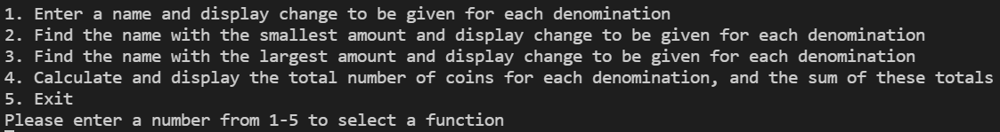 1. Enter a name and display change to be given for each denomination
2. Find the name with the smallest amount and display change to be given for each denomination
3. Find the name with the largest amount and display change to be given for each denomination
4. Calculate and display the total number of coins for each denomination, and the sum of these totals
5. Exit
Please enter a number from 1-5 to select a function